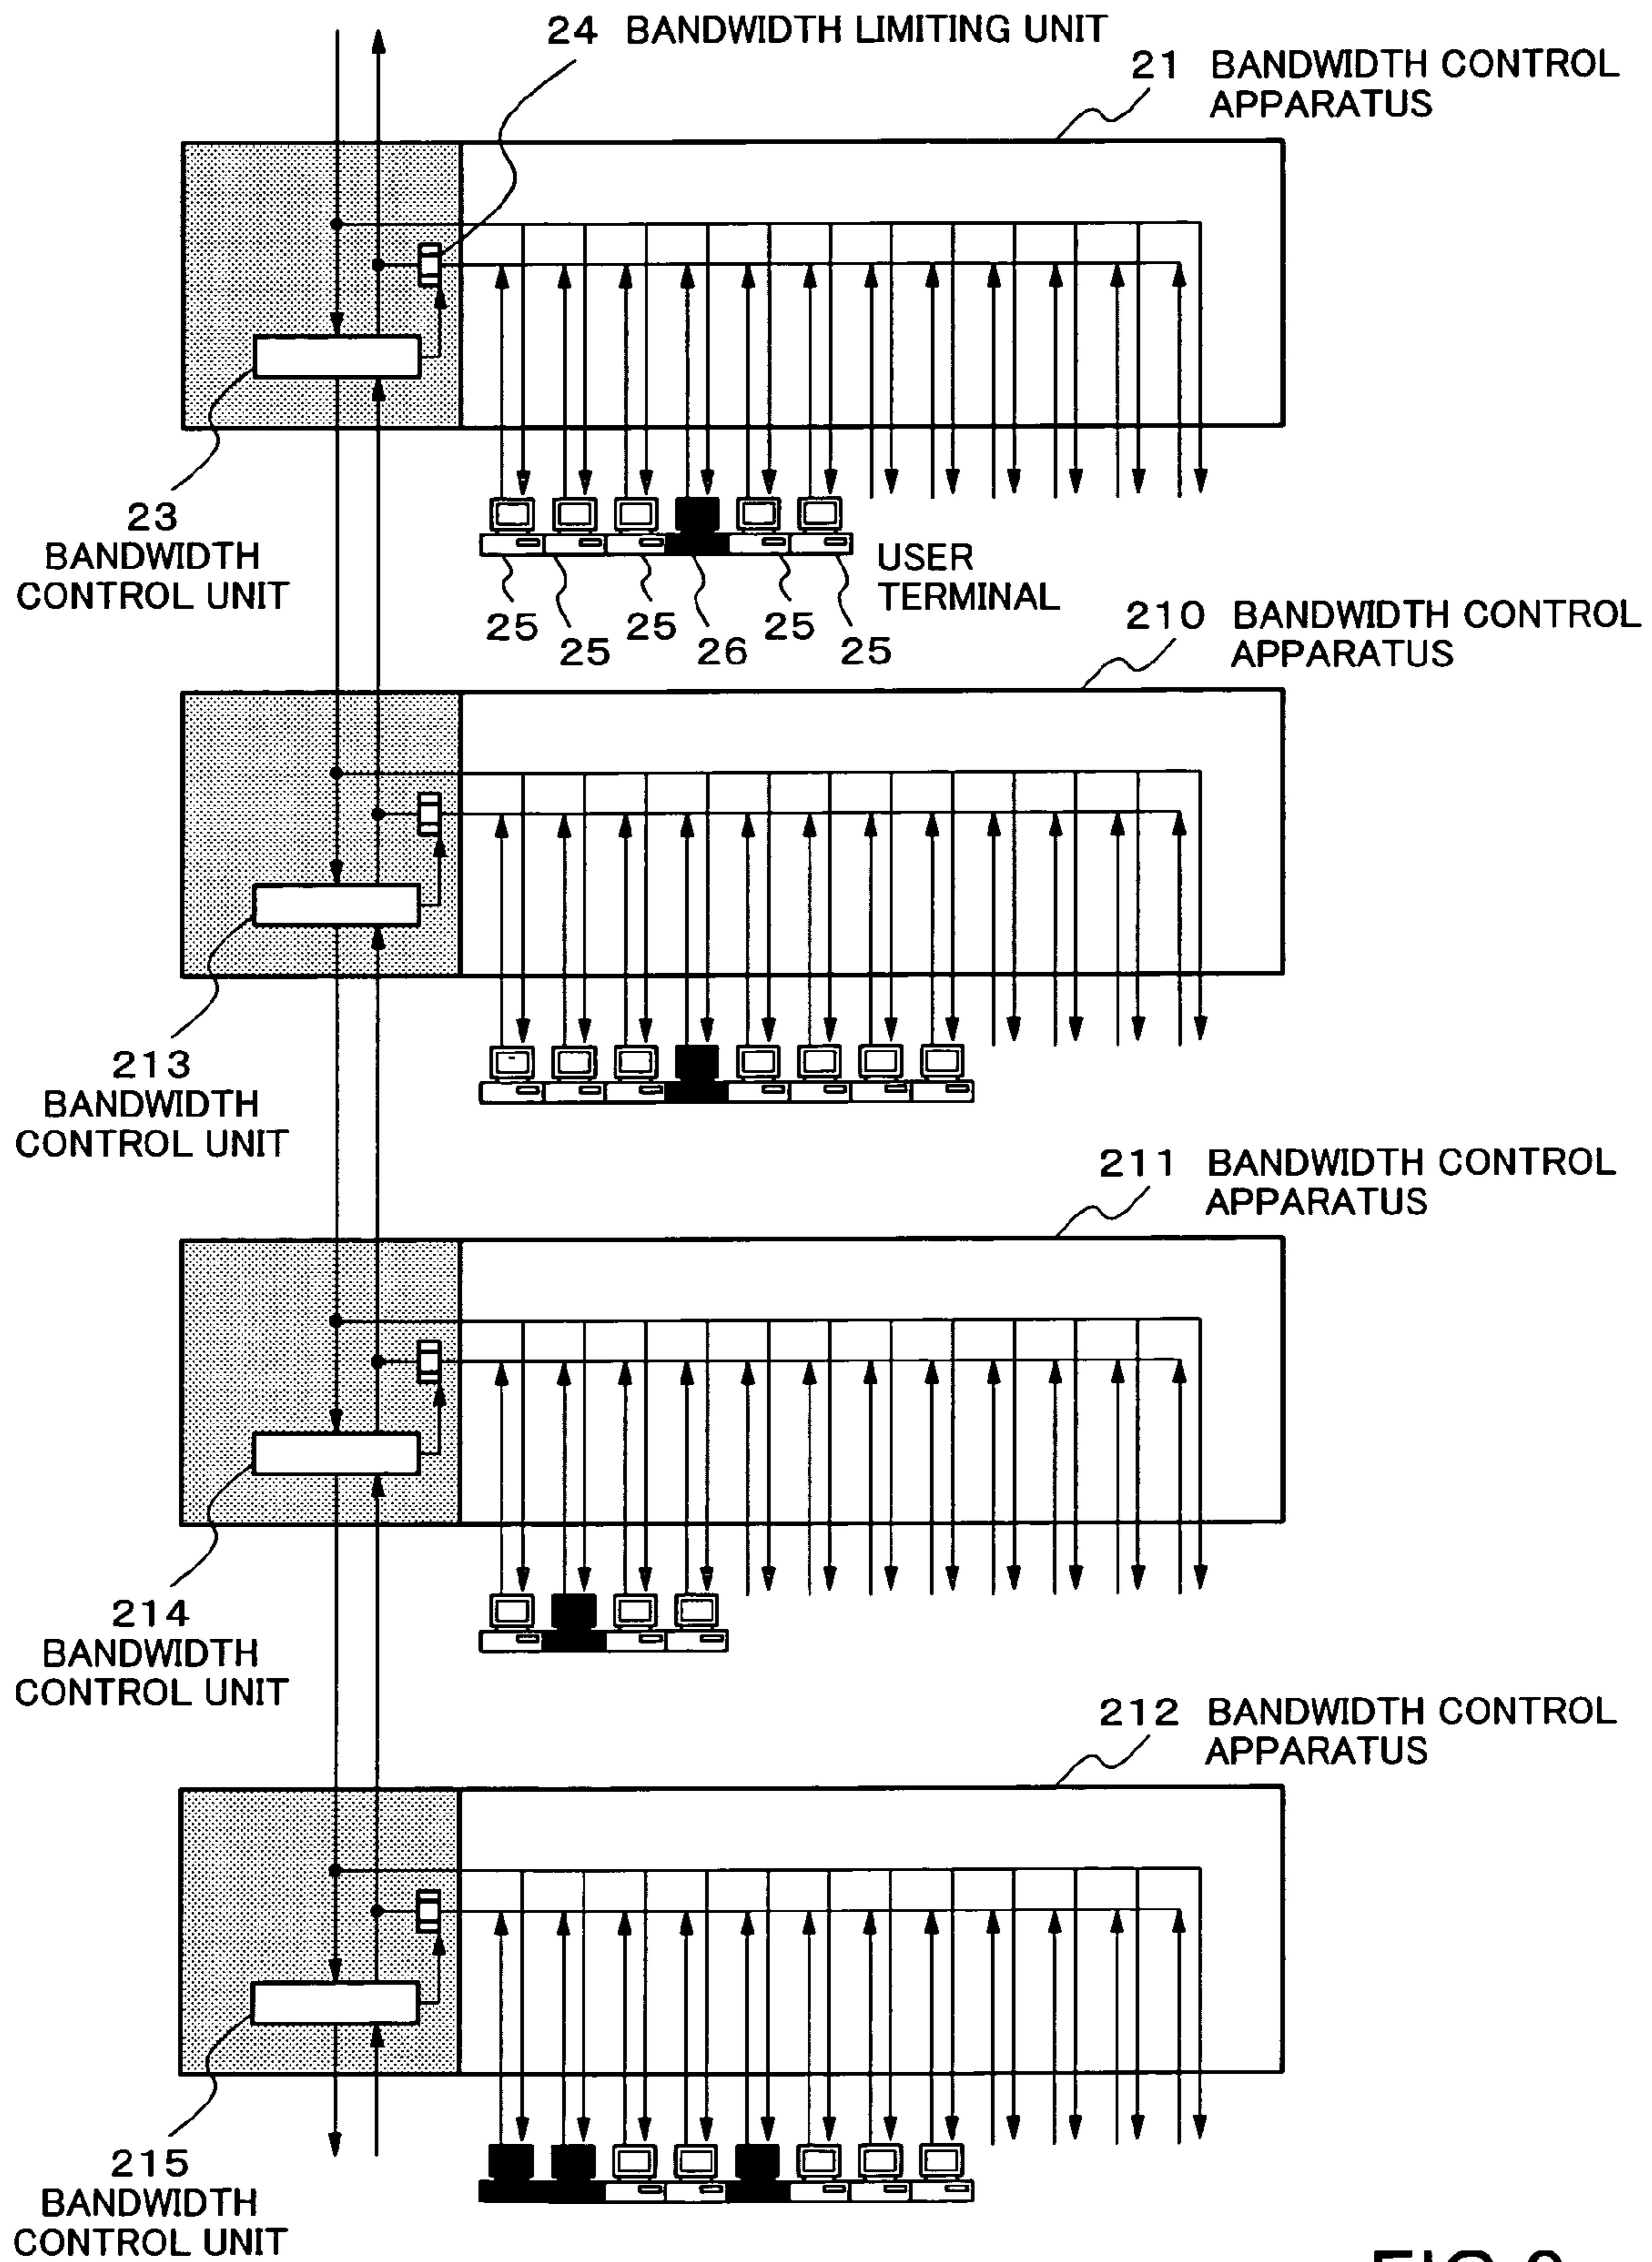 24 BANDWIDTH LIMITING UNIT
21 BANDWIDTH CONTROL
APPARATUS
23
BANDWIDTH
CONTROL UNIT
USER
TERMINAL
25 25 25 26 25 25
210 BANDWIDTH CONTROL
APPARATUS
213
BANDWIDTH
CONTROL UNIT
211 BANDWIDTH CONTROL
APPARATUS
214
BANDWIDTH
CONTROL UNIT
212 BANDWIDTH CONTROL
APPARATUS
215
BANDWIDTH
CONTROL UNIT